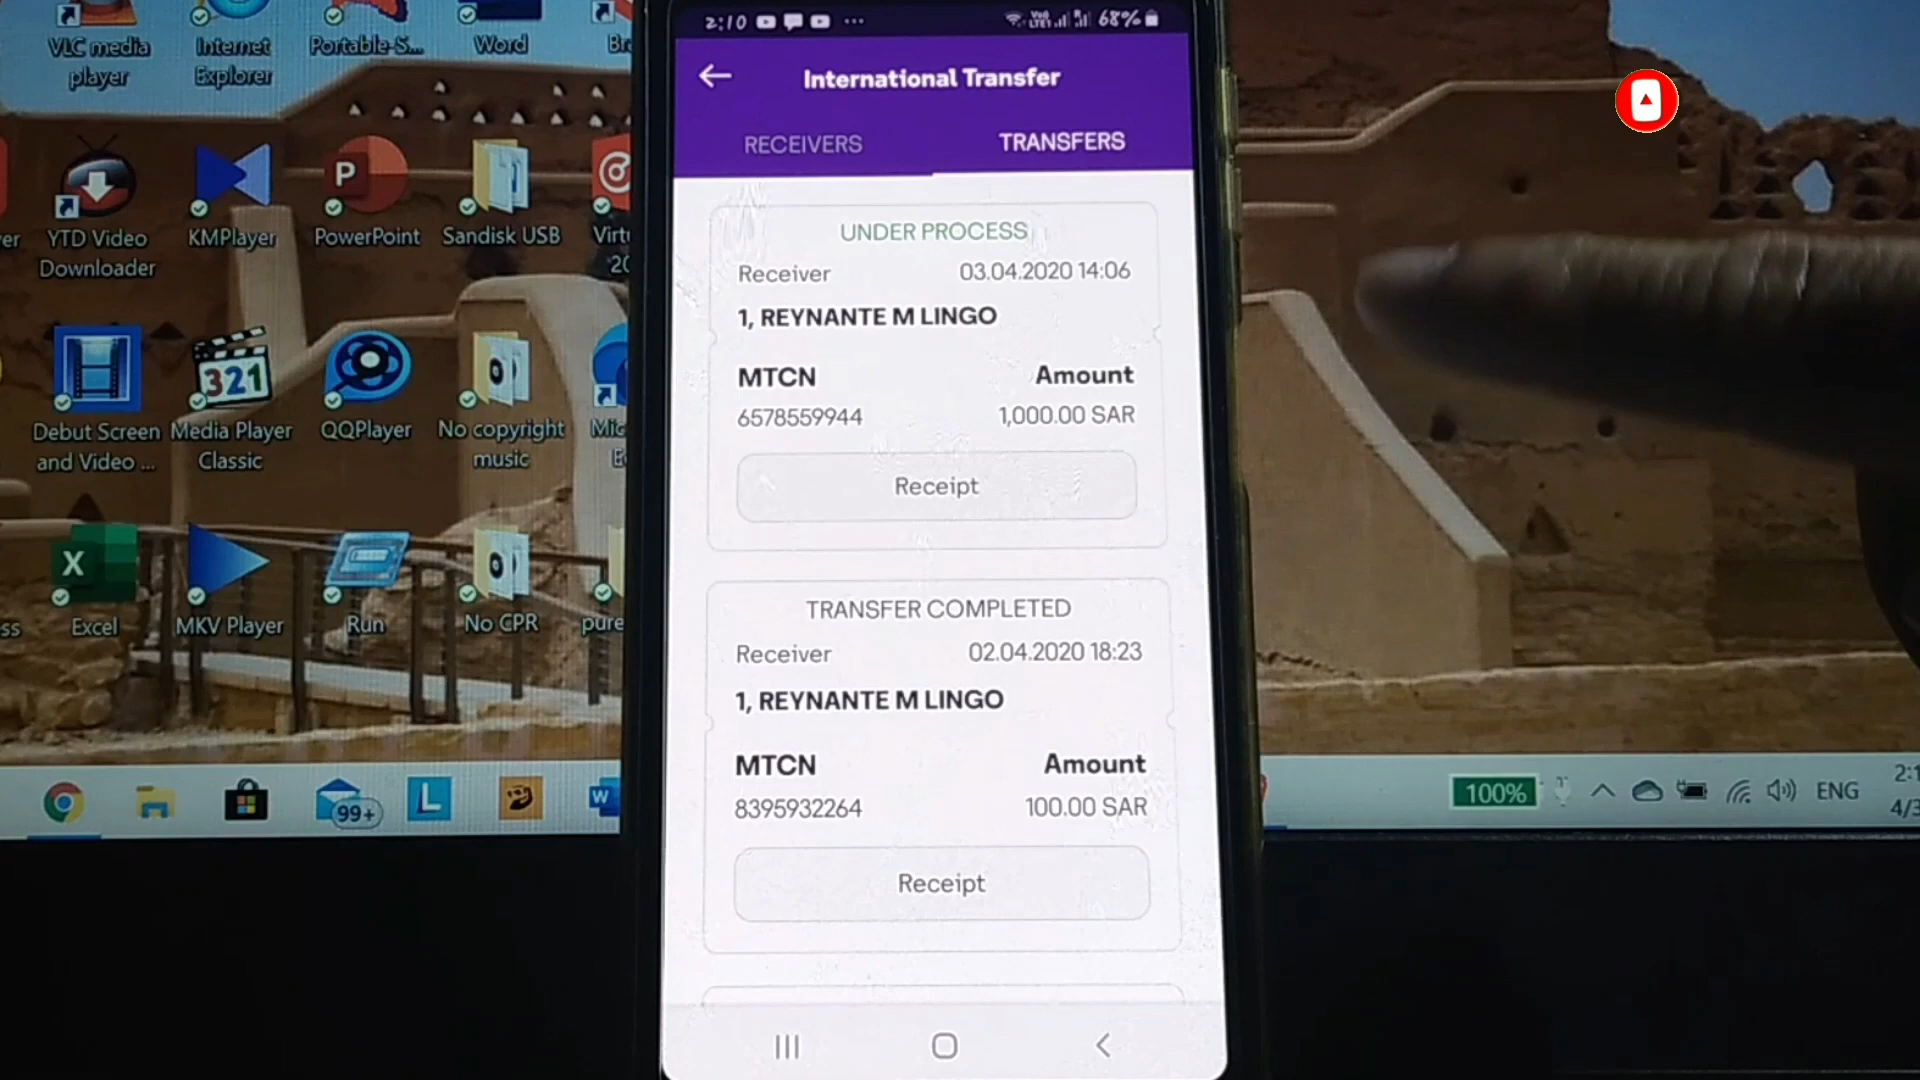 VLC media
player
Internet
Explorer
Portable-S...
Word
YTD Video
Downloader
KMPlayer
P
PowerPoint
Sandisk USB
Debut Screen
and Video ...
321
Media Player
Classic
QQPlayer
No copyright
music
X
Excel
MKV Player
Run
No CPR
99+
L
W
2:10
68%
International Transfer
RECEIVERS
TRANSFERS
UNDER PROCESS
Receiver
03.04.2020 14:06
1, REYNANTE M LINGO
MTCN
Amount
6578559944
1,000.00 SAR
Receipt
TRANSFER COMPLETED
Receiver
02.04.2020 18:23
1, REYNANTE M LINGO
MTCN
Amount
8395932264
100.00 SAR
Receipt
100%
ENG